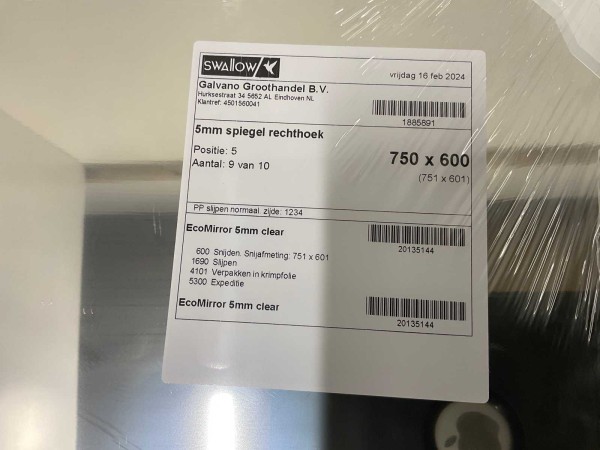 SWALLOW
vrijdag 16 feb 2024
Galvano Groothandel B.V.
Hurksestraat 34 5652 AL Eindhoven NL
Klantref: 4501560041
1885891
5mm spiegel rechthoek
Positie: 5
750 x 600
Aantal: 9 van 10
(751 x 601)
PP slijpen normaal. zijde: 1234
EcoMirror 5mm clear
20135144
600 Snijden. Snijafmeting: 751 x 601
1690 Slijpen
4101 Verpakken in krimpfolie
5300 Expeditie
EcoMirror 5mm clear
20135144